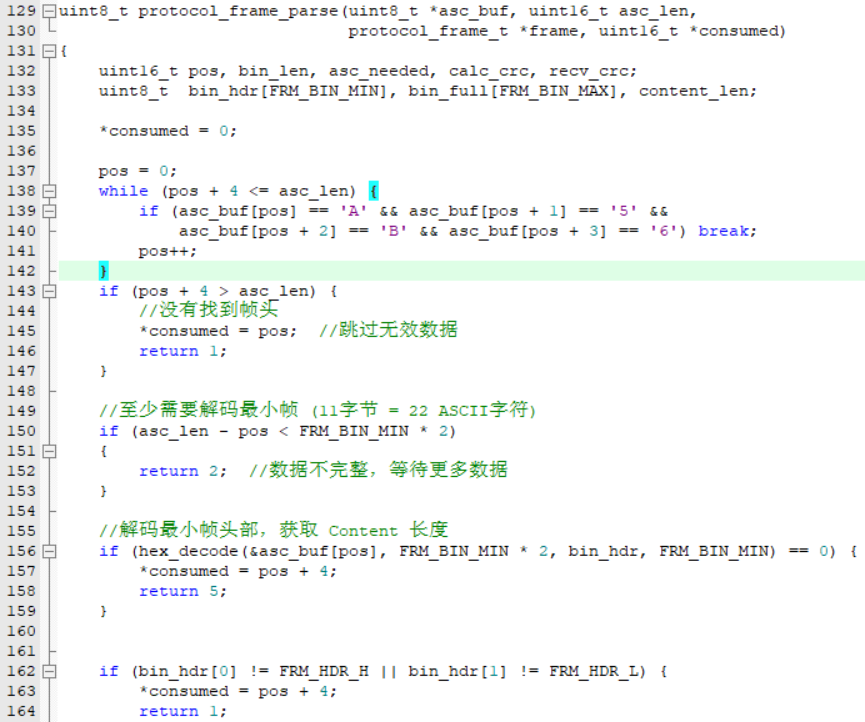 129 uint8_t protocol_frame_parse(uint8_t *asc_buf, uint16_t asc_len,
130                              protocol_frame_t *frame, uint16_t *consumed)
131 {
132     uint16_t pos, bin_len, asc_needed, calc_crc, recv_crc;
133     uint8_t  bin_hdr[FRM_BIN_MIN], bin_full[FRM_BIN_MAX], content_len;
134
135     *consumed = 0;
136
137     pos = 0;
138     while (pos + 4 <= asc_len) {
139         if (asc_buf[pos] == 'A' && asc_buf[pos + 1] == '5' &&
140             asc_buf[pos + 2] == 'B' && asc_buf[pos + 3] == '6') break;
141         pos++;
142     }
143     if (pos + 4 > asc_len) {
144         //没有找到帧头
145         *consumed = pos;  //跳过无效数据
146         return 1;
147     }
148
149     //至少需要解码最小帧 (11字节 = 22 ASCII字符)
150     if (asc_len - pos < FRM_BIN_MIN * 2)
151     {
152         return 2;  //数据不完整，等待更多数据
153     }
154
155     //解码最小帧头部，获取 Content 长度
156     if (hex_decode(&asc_buf[pos], FRM_BIN_MIN * 2, bin_hdr, FRM_BIN_MIN) == 0) {
157         *consumed = pos + 4;
158         return 5;
159     }
160
161
162     if (bin_hdr[0] != FRM_HDR_H || bin_hdr[1] != FRM_HDR_L) {
163         *consumed = pos + 4;
164         return 1;